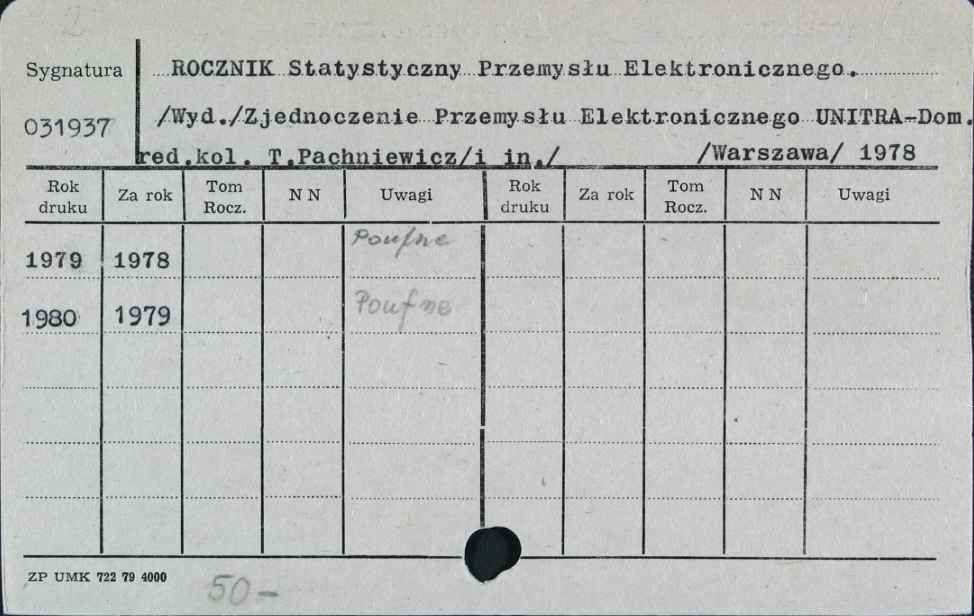 Sygnatura ROCZNIK Statystyczny Przemysłu Elektronicznego.
031937 /Wyd./Zjednoczenie Przemysłu Elektronicznego UNITRA-Dom.
red.kol. T.Pachniewicz/i in./ /Warszawa/ 1978
Rok druku Za rok Tom Rocz. N N Uwagi Rok druku Za rok Tom Rocz. N N Uwagi
1979 1978 Poufne
1980 1979 Poufne
ZP UMK 722 79 4000 50-